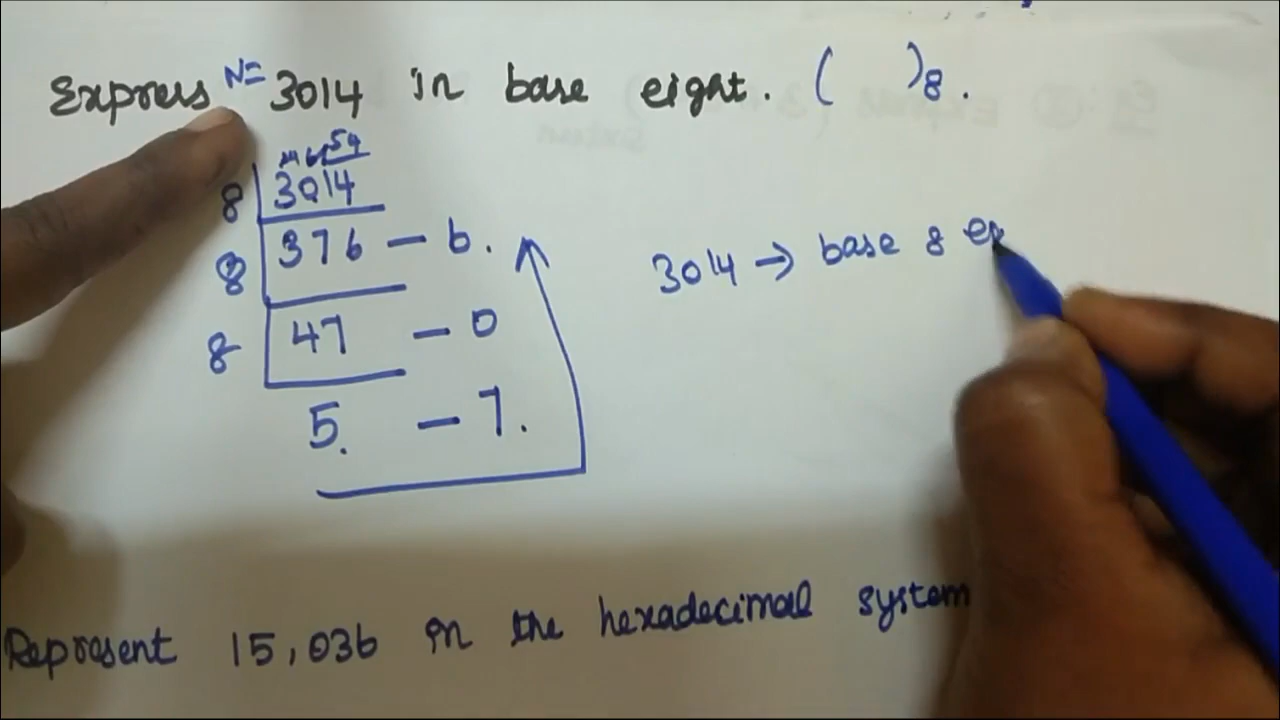 Express N= 3014 in base eight. ( )8.
54
8 3014
8 376 — 6.
8 47 — 0
5. — 7.
3014 → base 8
Represent 15,036 in the hexadecimal system